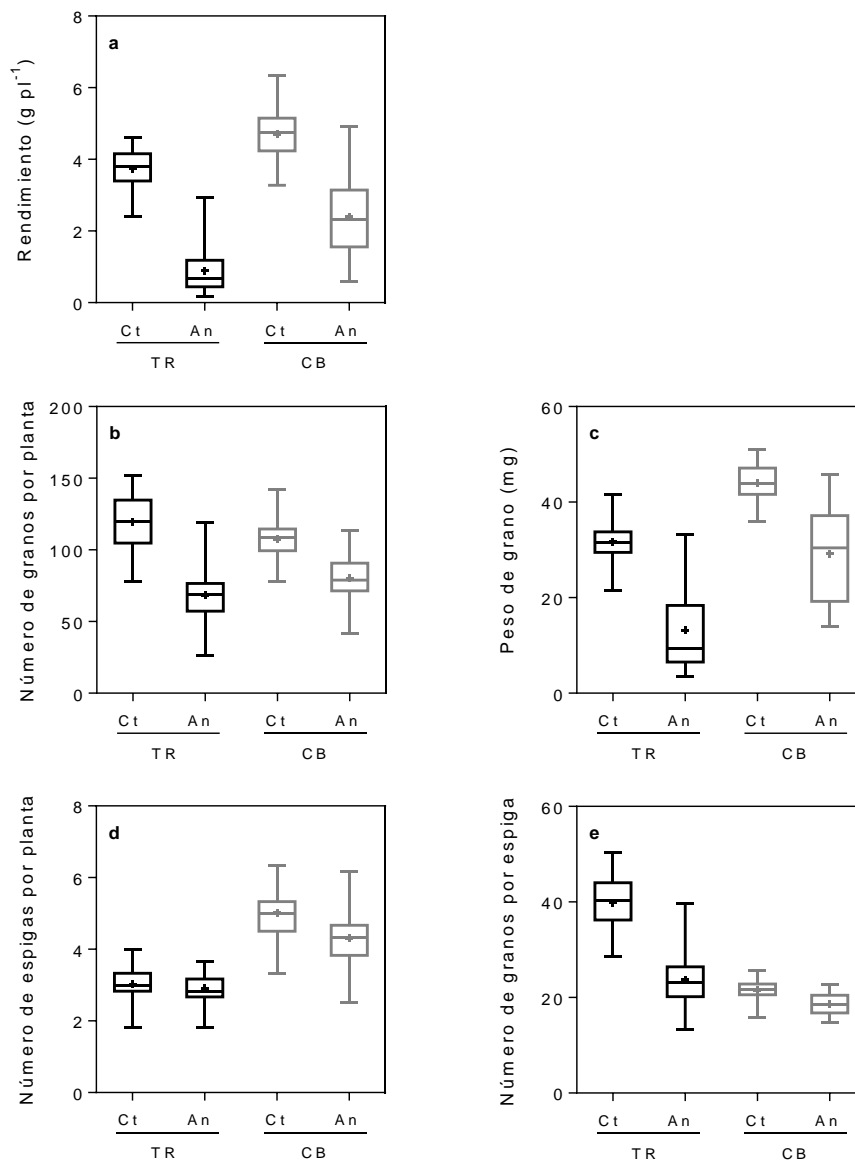 a
Rendimiento (g pl-1)
8
6
4
2
0
Ct An Ct An
TR CB
b
Número de granos por planta
200
150
100
50
0
Ct An Ct An
TR CB
c
Peso de grano (mg)
60
40
20
0
Ct An Ct An
TR CB
d
Número de espigas por planta
8
6
4
2
0
Ct An Ct An
TR CB
e
Número de granos por espiga
60
40
20
0
Ct An Ct An
TR CB